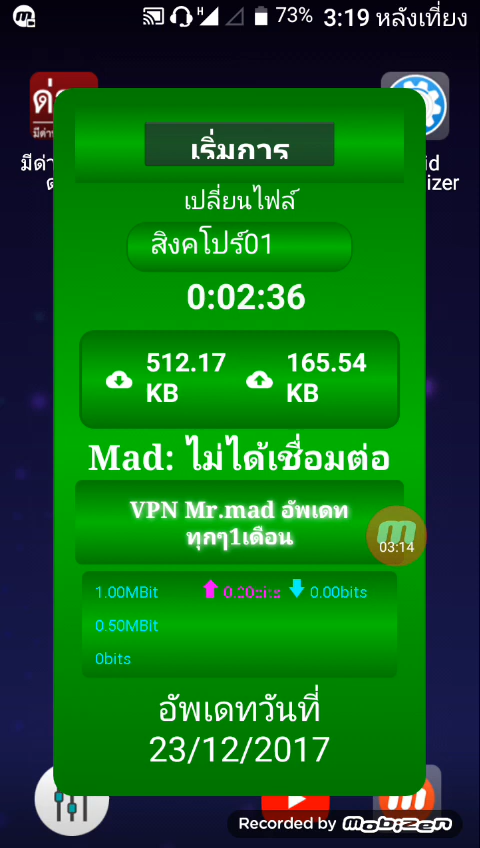 73% 3:19 หลังเที่ยง
H
เริ่มการ
เปลี่ยนไฟล์
สิงคโปร์01
0:02:36
512.17 KB
165.54 KB
Mad: ไม่ได้เชื่อมต่อ
VPN Mr.mad อัพเดท
ทุกๆ1เดือน
03:14
1.00MBit
0.00bits
0.00bits
0.50MBit
0bits
อัพเดทวันที่
23/12/2017
Recorded by mobizen